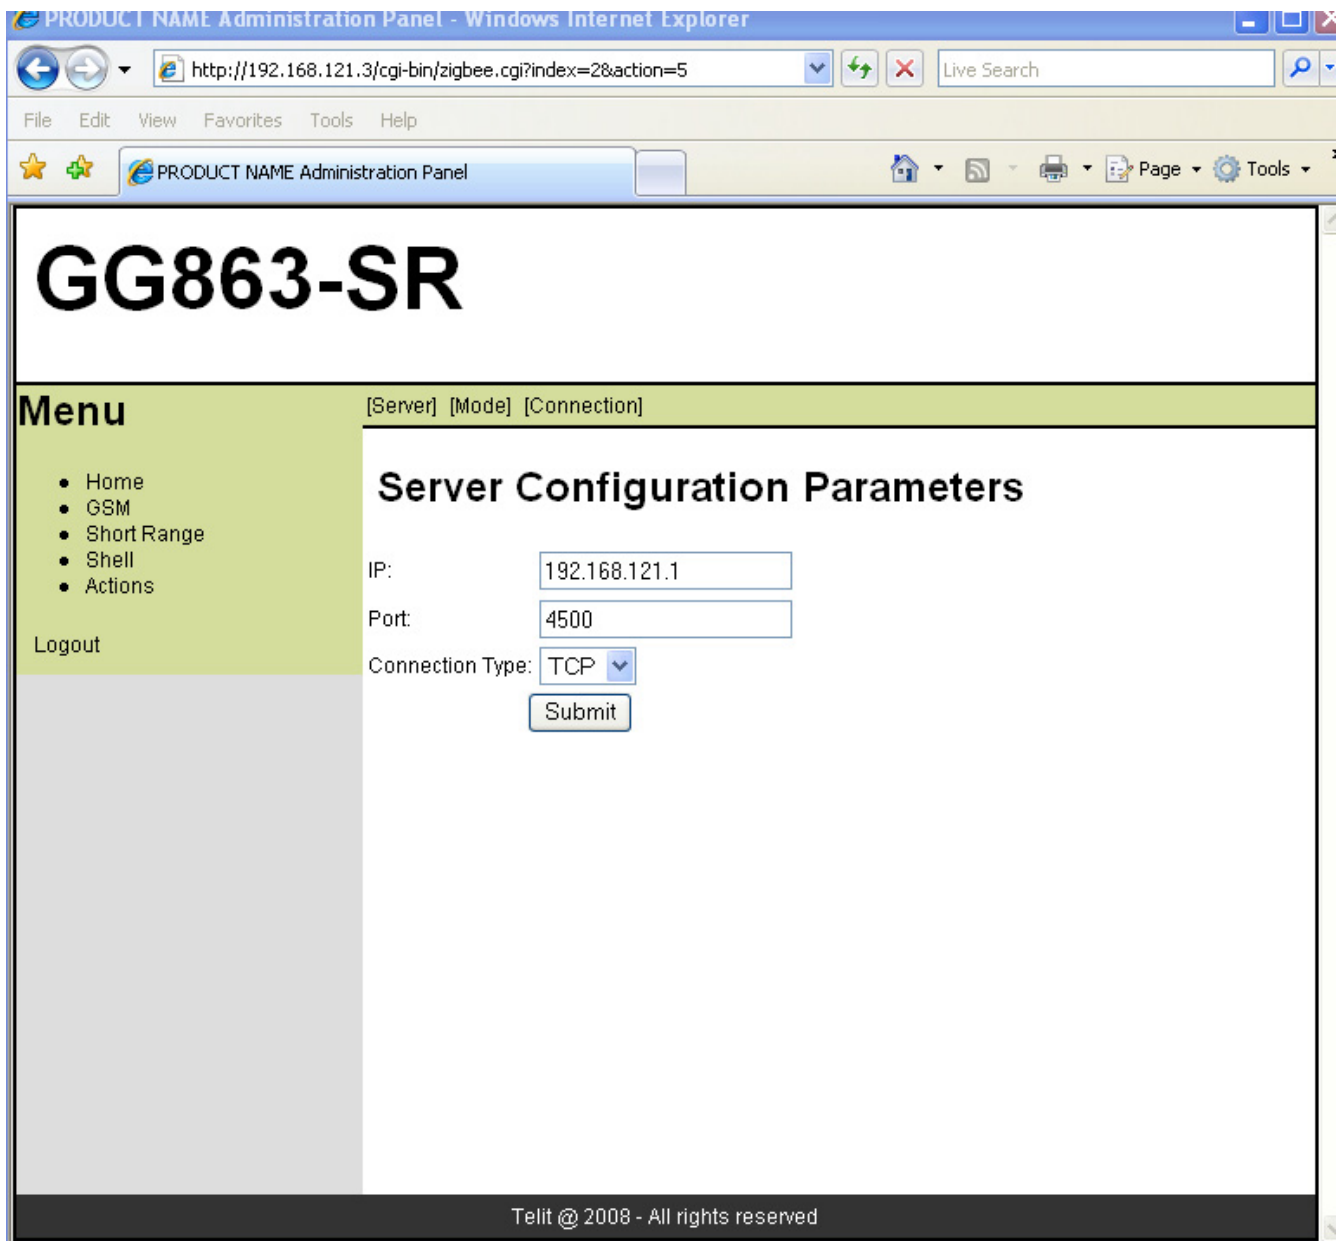 PRODUCT NAME Administration Panel - Windows Internet Explorer
http://192.168.121.3/cgi-bin/zigbee.cgi?index=2&action=5
Live Search
File Edit View Favorites Tools Help
PRODUCT NAME Administration Panel
Page Tools
GG863-SR
Menu
[Server] [Mode] [Connection]
Home
GSM
Short Range
Shell
Actions
Logout
Server Configuration Parameters
IP: 192.168.121.1
Port: 4500
Connection Type: TCP
Submit
Telit @ 2008 - All rights reserved